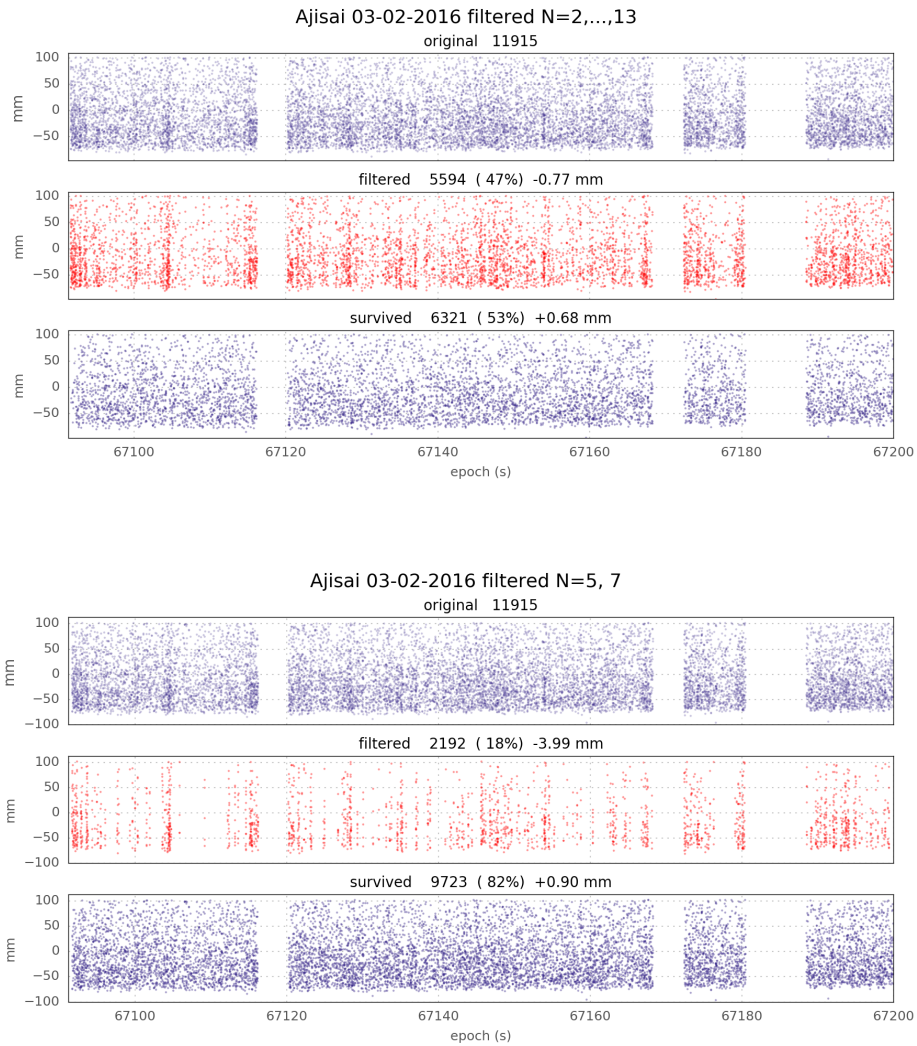 Ajisai 03-02-2016 filtered N=2,...,13
original 11915
100
50
0
−50
mm
filtered 5594 ( 47%) -0.77 mm
100
50
0
−50
mm
survived 6321 ( 53%) +0.68 mm
100
50
0
−50
mm
67100 67120 67140 67160 67180 67200
epoch (s)
Ajisai 03-02-2016 filtered N=5, 7
original 11915
100
50
0
−50
−100
mm
filtered 2192 ( 18%) -3.99 mm
100
50
0
−50
−100
mm
survived 9723 ( 82%) +0.90 mm
100
50
0
−50
−100
mm
67100 67120 67140 67160 67180 67200
epoch (s)